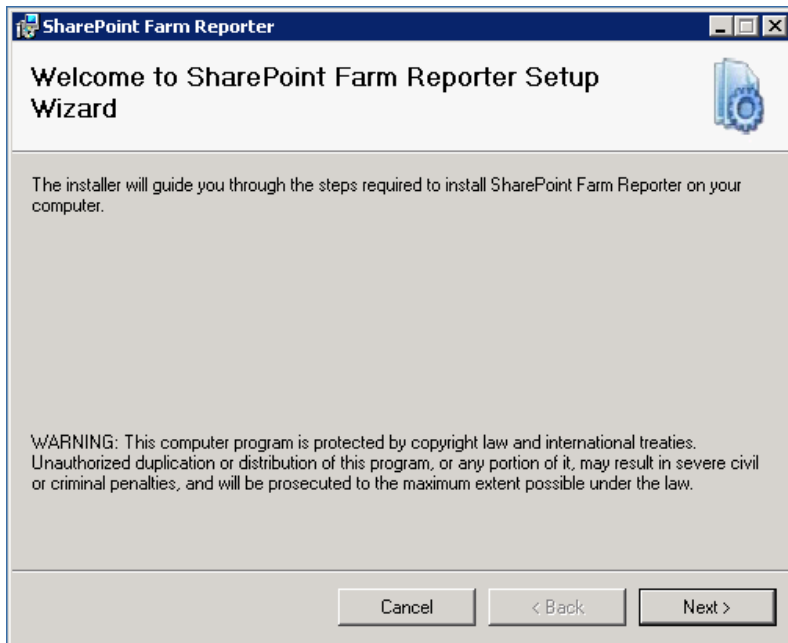 SharePoint Farm Reporter
Welcome to SharePoint Farm Reporter Setup
Wizard
The installer will guide you through the steps required to install SharePoint Farm Reporter on your
computer.
WARNING: This computer program is protected by copyright law and international treaties.
Unauthorized duplication or distribution of this program, or any portion of it, may result in severe civil
or criminal penalties, and will be prosecuted to the maximum extent possible under the law.
Cancel < Back Next >